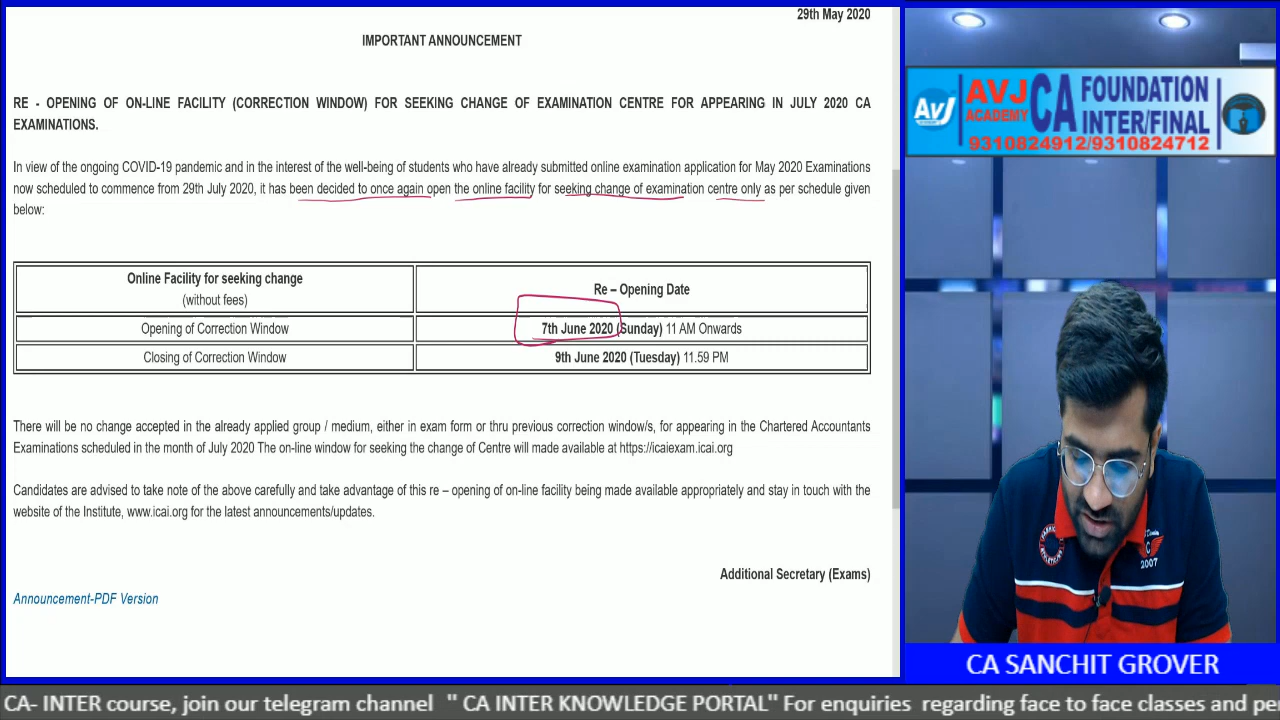 29th May 2020
IMPORTANT ANNOUNCEMENT
RE - OPENING OF ON-LINE FACILITY (CORRECTION WINDOW) FOR SEEKING CHANGE OF EXAMINATION CENTRE FOR APPEARING IN JULY 2020 CA
EXAMINATIONS.
In view of the ongoing COVID-19 pandemic and in the interest of the well-being of students who have already submitted online examination application for May 2020 Examinations
now scheduled to commence from 29th July 2020, it has been decided to once again open the online facility for seeking change of examination centre only as per schedule given
below:
Online Facility for seeking change
(without fees)
Re – Opening Date
Opening of Correction Window
7th June 2020 (Sunday) 11 AM Onwards
Closing of Correction Window
9th June 2020 (Tuesday) 11.59 PM
There will be no change accepted in the already applied group / medium, either in exam form or thru previous correction window/s, for appearing in the Chartered Accountants
Examinations scheduled in the month of July 2020 The on-line window for seeking the change of Centre will made available at https://icaiexam.icai.org
Candidates are advised to take note of the above carefully and take advantage of this re – opening of on-line facility being made available appropriately and stay in touch with the
website of the Institute, www.icai.org for the latest announcements/updates.
Additional Secretary (Exams)
Announcement-PDF Version
AVJ
AVJ
ACADEMY
CA
FOUNDATION
INTER/FINAL
9310824912/9310824712
C
2007
CA SANCHIT GROVER
CA- INTER course, join our telegram channel " CA INTER KNOWLEDGE PORTAL" For enquiries regarding face to face classes and pe